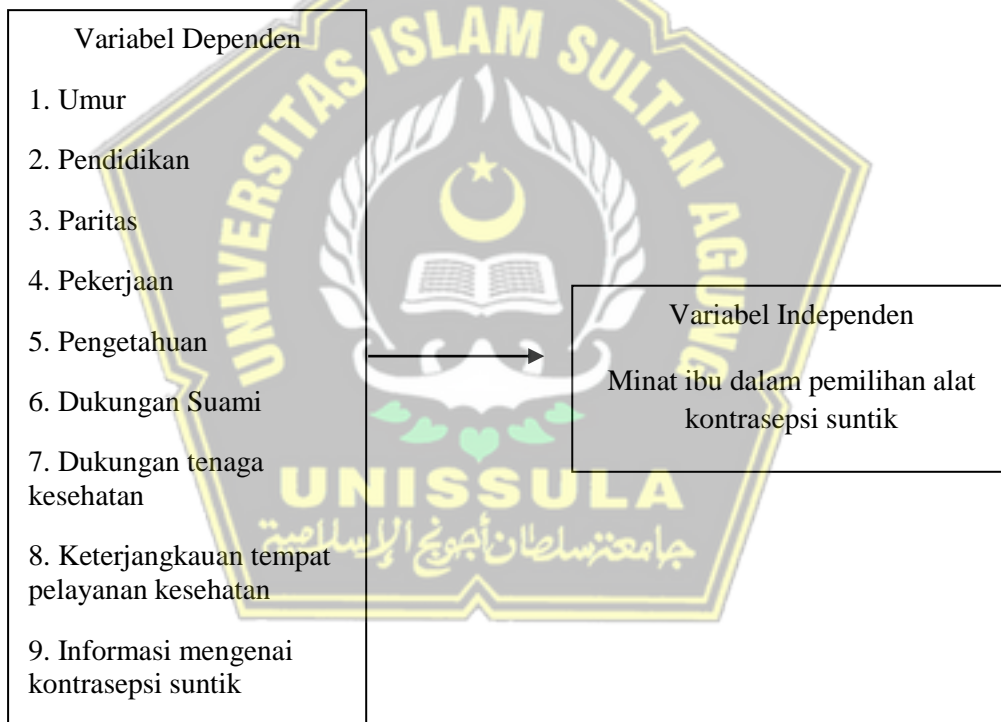 Variabel Dependen
1. Umur
2. Pendidikan
3. Paritas
4. Pekerjaan
5. Pengetahuan
6. Dukungan Suami
7. Dukungan tenaga
kesehatan
8. Keterjangkauan tempat
pelayanan kesehatan
9. Informasi mengenai
kontrasepsi suntik
Variabel Independen
Minat ibu dalam pemilihan alat
kontrasepsi suntik
UNIVERSITAS ISLAM SULTAN AGUNG
UNISSULA
جامعة سلطان أجونج الإسلامية